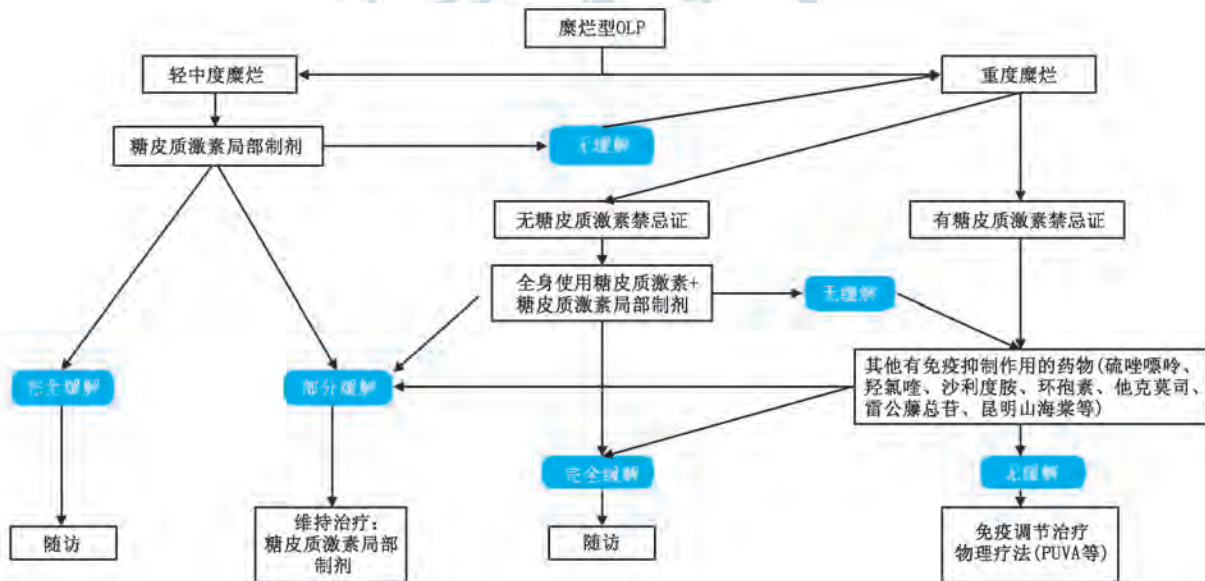 糜烂型OLP
轻中度糜烂
重度糜烂
糖皮质激素局部制剂
无缓解
无糖皮质激素禁忌证
有糖皮质激素禁忌证
全身使用糖皮质激素+
糖皮质激素局部制剂
无缓解
完全缓解
部分缓解
其他有免疫抑制作用的药物(硫唑嘌呤、
羟氯喹、沙利度胺、环孢素、他克莫司、
雷公藤总苷、昆明山海棠等)
完全缓解
无缓解
随访
维持治疗：
糖皮质激素局部
制剂
随访
免疫调节治疗
物理疗法(PUVA等)